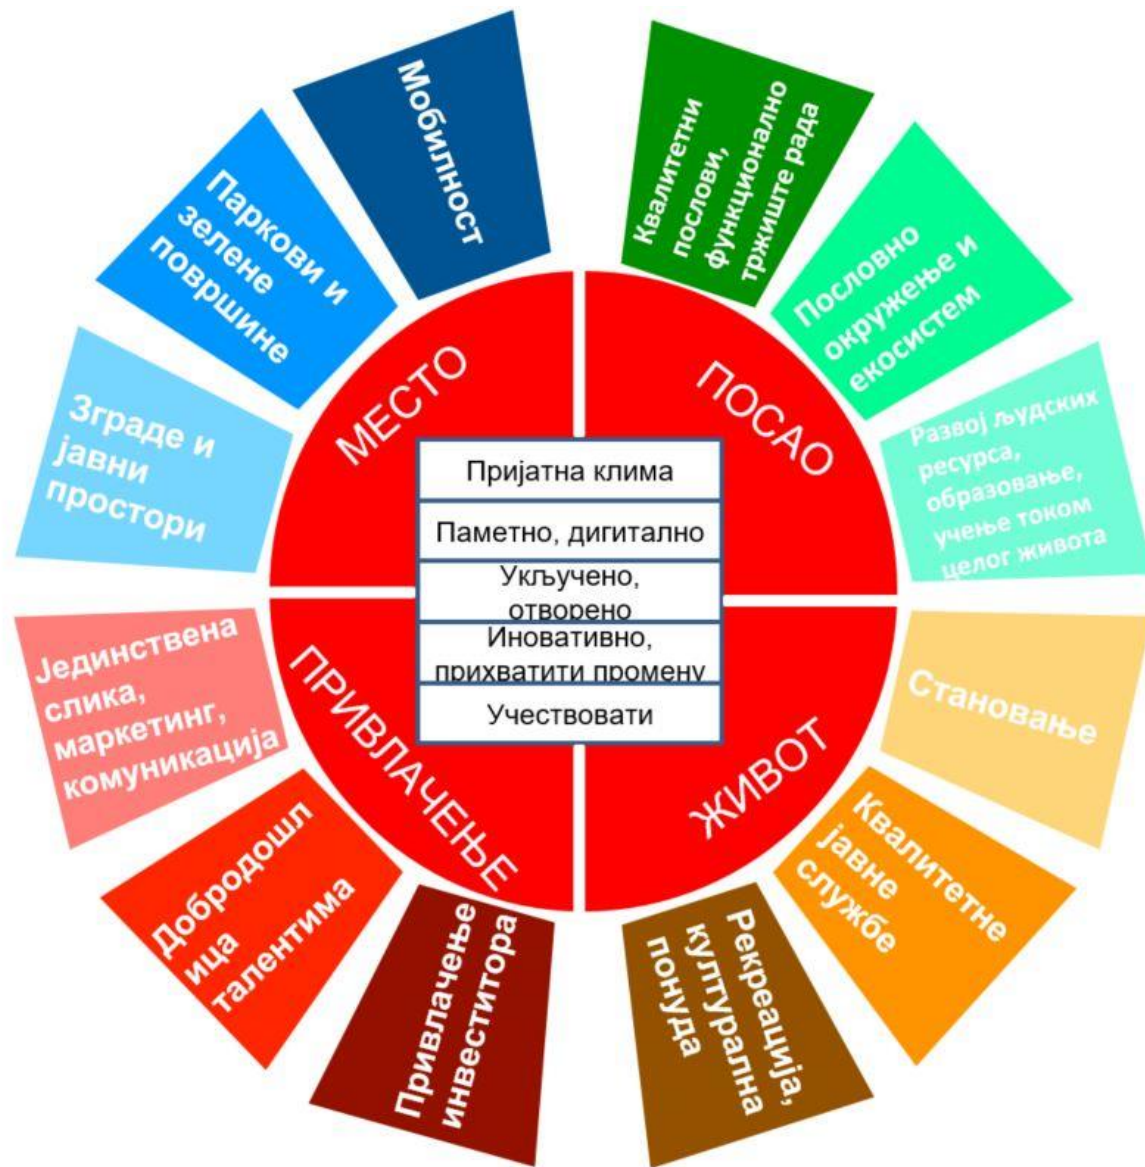 Мобилност
Паркови и
зелене
површине
Зграде и
јавни
простори
Квалитетни
послови,
функционално
тржиште рада
Пословно
окружење и
екосистем
Развој људских
ресурса,
образовање,
учење током
целог живота
МЕСТО
ПОСАО
Пријатна клима
Паметно, дигитално
Укључено,
отворено
Иновативно,
прихватити промену
Учествовати
ПРИВЛАЧЕЊЕ
ЖИВОТ
Јединствена
слика,
маркетинг,
комуникација
Добродошл
ица
талентима
Привлачење
инвеститора
Становање
Квалитетне
јавне
службе
Рекреација,
културална
понуда